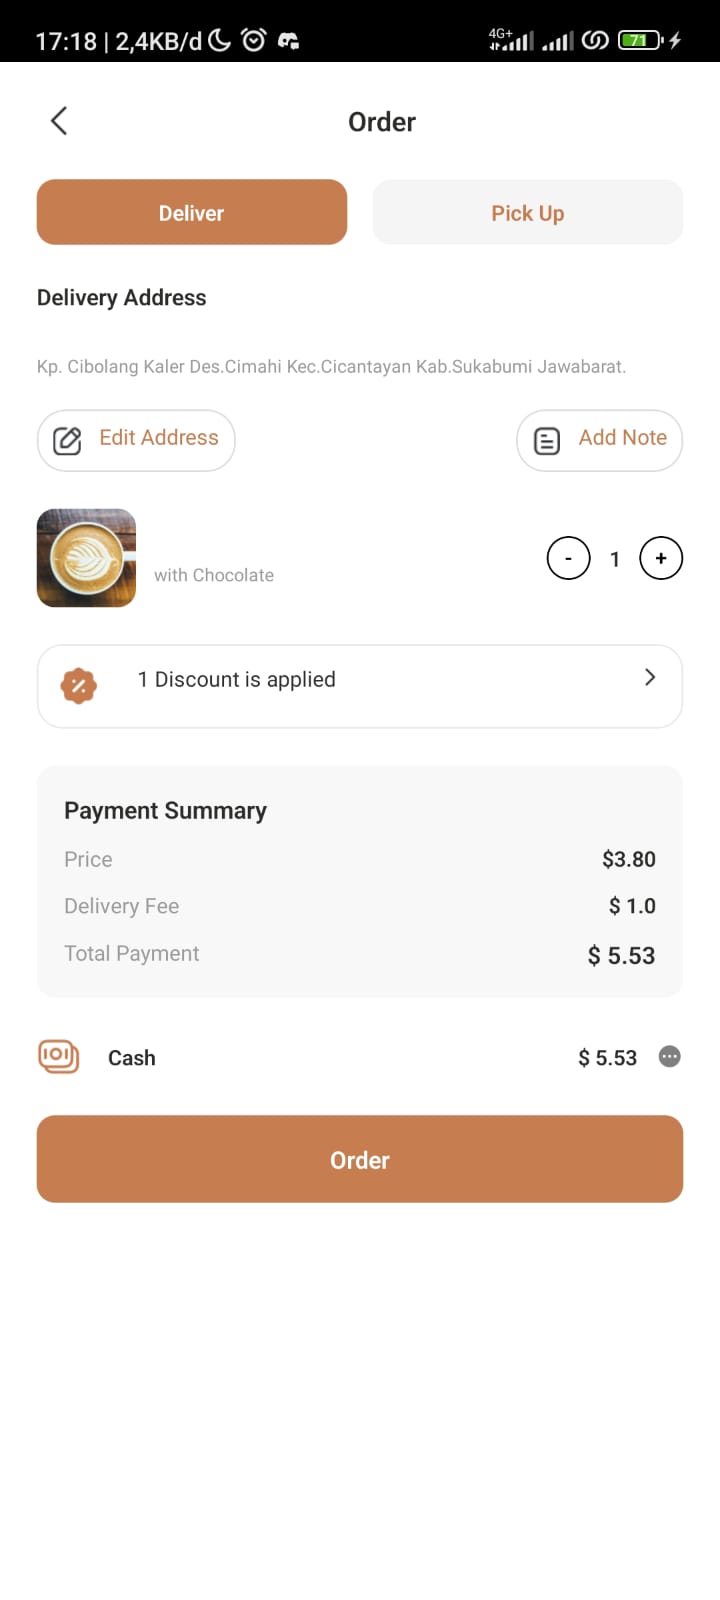 17:18 | 2,4KB/d 4G+ 71
Order
Deliver Pick Up
Delivery Address
Kp. Cibolang Kaler Des.Cimahi Kec.Cicantayan Kab.Sukabumi Jawabarat.
Edit Address Add Note
- 1 +
with Chocolate
1 Discount is applied
Payment Summary
Price $3.80
Delivery Fee $ 1.0
Total Payment $ 5.53
Cash $ 5.53
Order